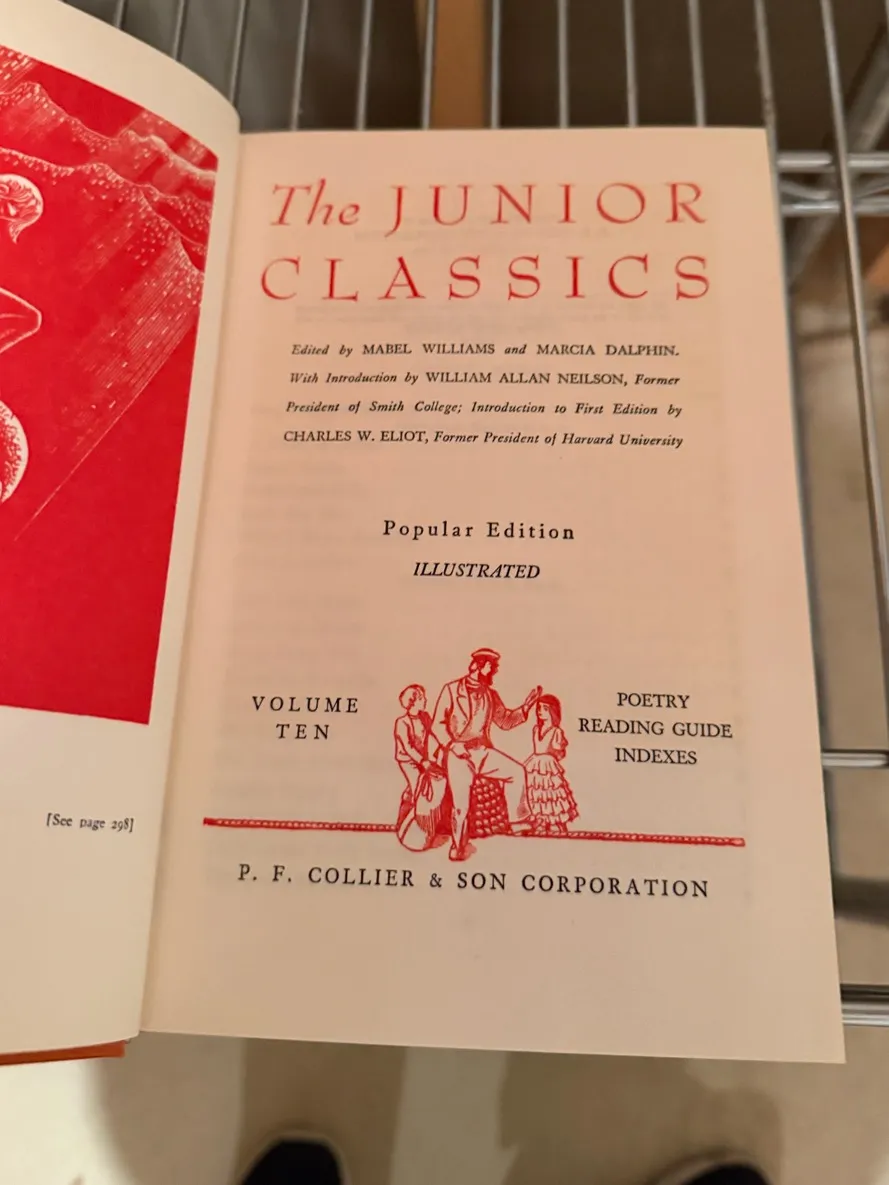 [See page 298]
The JUNIOR
CLASSICS
Edited by MABEL WILLIAMS and MARCIA DALPHIN.
With Introduction by WILLIAM ALLAN NEILSON, Former
President of Smith College; Introduction to First Edition by
CHARLES W. ELIOT, Former President of Harvard University
Popular Edition
ILLUSTRATED
VOLUME
TEN
POETRY
READING GUIDE
INDEXES
P. F. COLLIER & SON CORPORATION